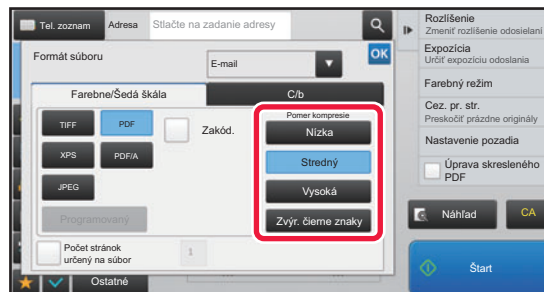 Tel. zoznam
Adresa
Stlačte na zadanie adresy
Formát súboru
E-mail
OK
Farebne/Šedá škála
C/b
TIFF
PDF
Zakód.
XPS
PDF/A
JPEG
Programovaný
Pomer kompresie
Nízka
Stredný
Vysoká
Zvýr. čierne znaky
Počet stránok
určený na súbor
1
Ostatné
Rozlíšenie
Zmeniť rozlíšenie odosielaní
Expozícia
Určiť expozíciu odoslania
Farebný režim
Cez. pr. str.
Preskočiť prázdne originály
Nastavenie pozadia
Úprava skresleného
PDF
Náhľad
CA
Štart